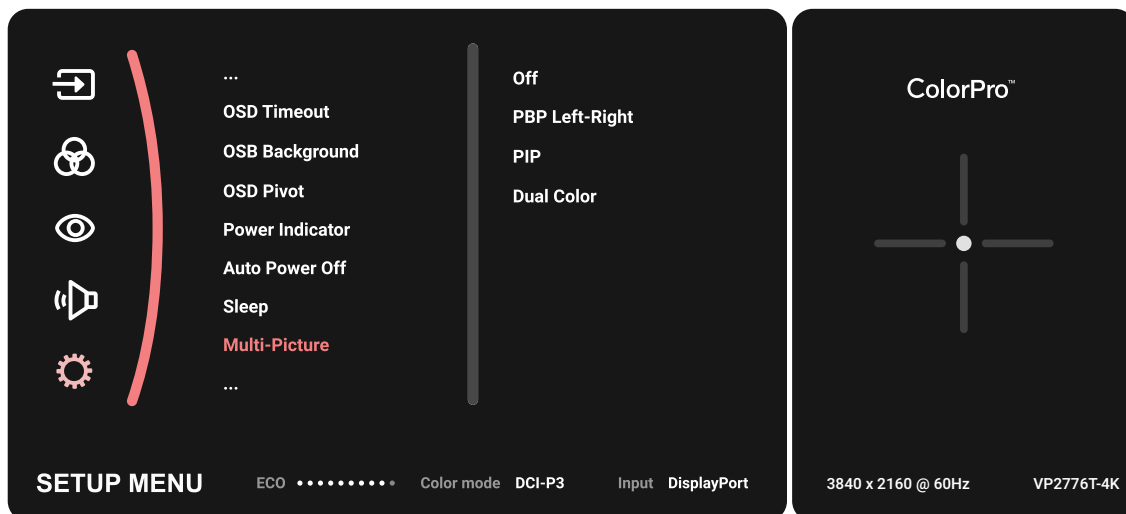 ...
OSD Timeout
OSB Background
OSD Pivot
Power Indicator
Auto Power Off
Sleep
Multi-Picture
...
Off
PBP Left-Right
PIP
Dual Color
SETUP MENU
ECO
Color mode DCI-P3
Input DisplayPort
ColorPro™
3840 x 2160 @ 60Hz
VP2776T-4K